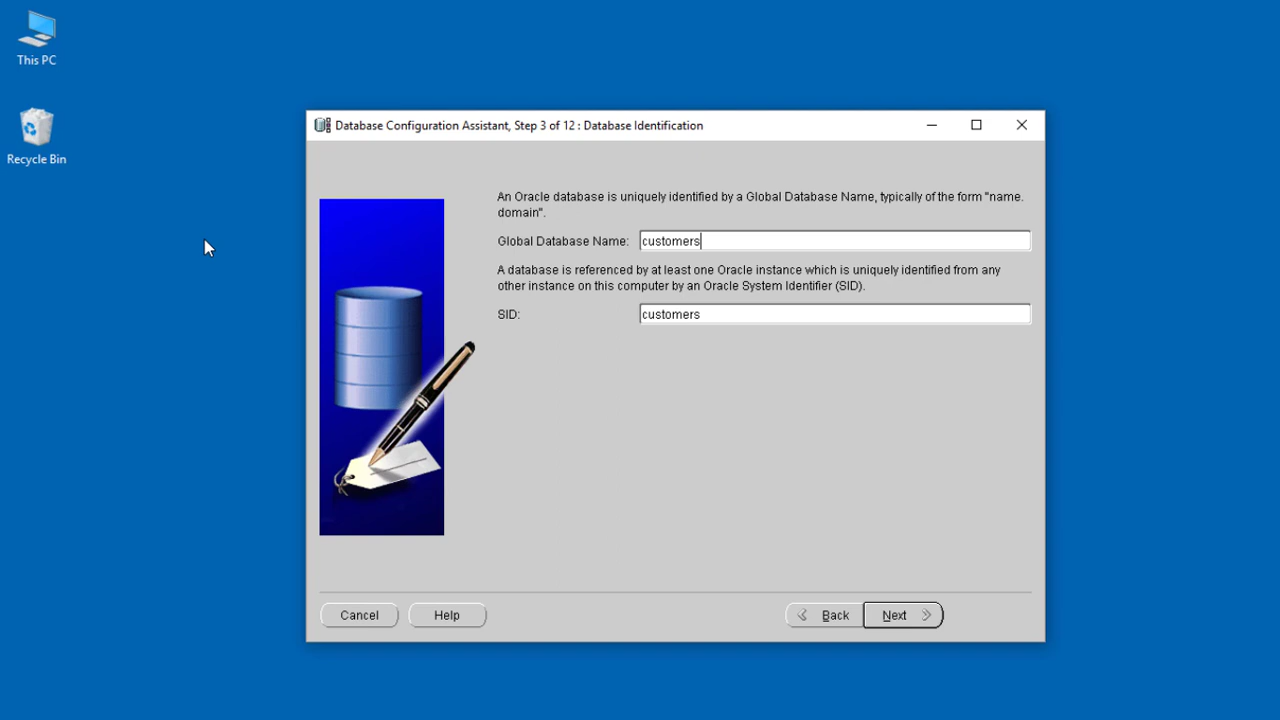 This PC
Recycle Bin
Database Configuration Assistant, Step 3 of 12 : Database Identification
An Oracle database is uniquely identified by a Global Database Name, typically of the form "name.
domain".
Global Database Name: customers
A database is referenced by at least one Oracle instance which is uniquely identified from any
other instance on this computer by an Oracle System Identifier (SID).
SID: customers
Cancel Help Back Next